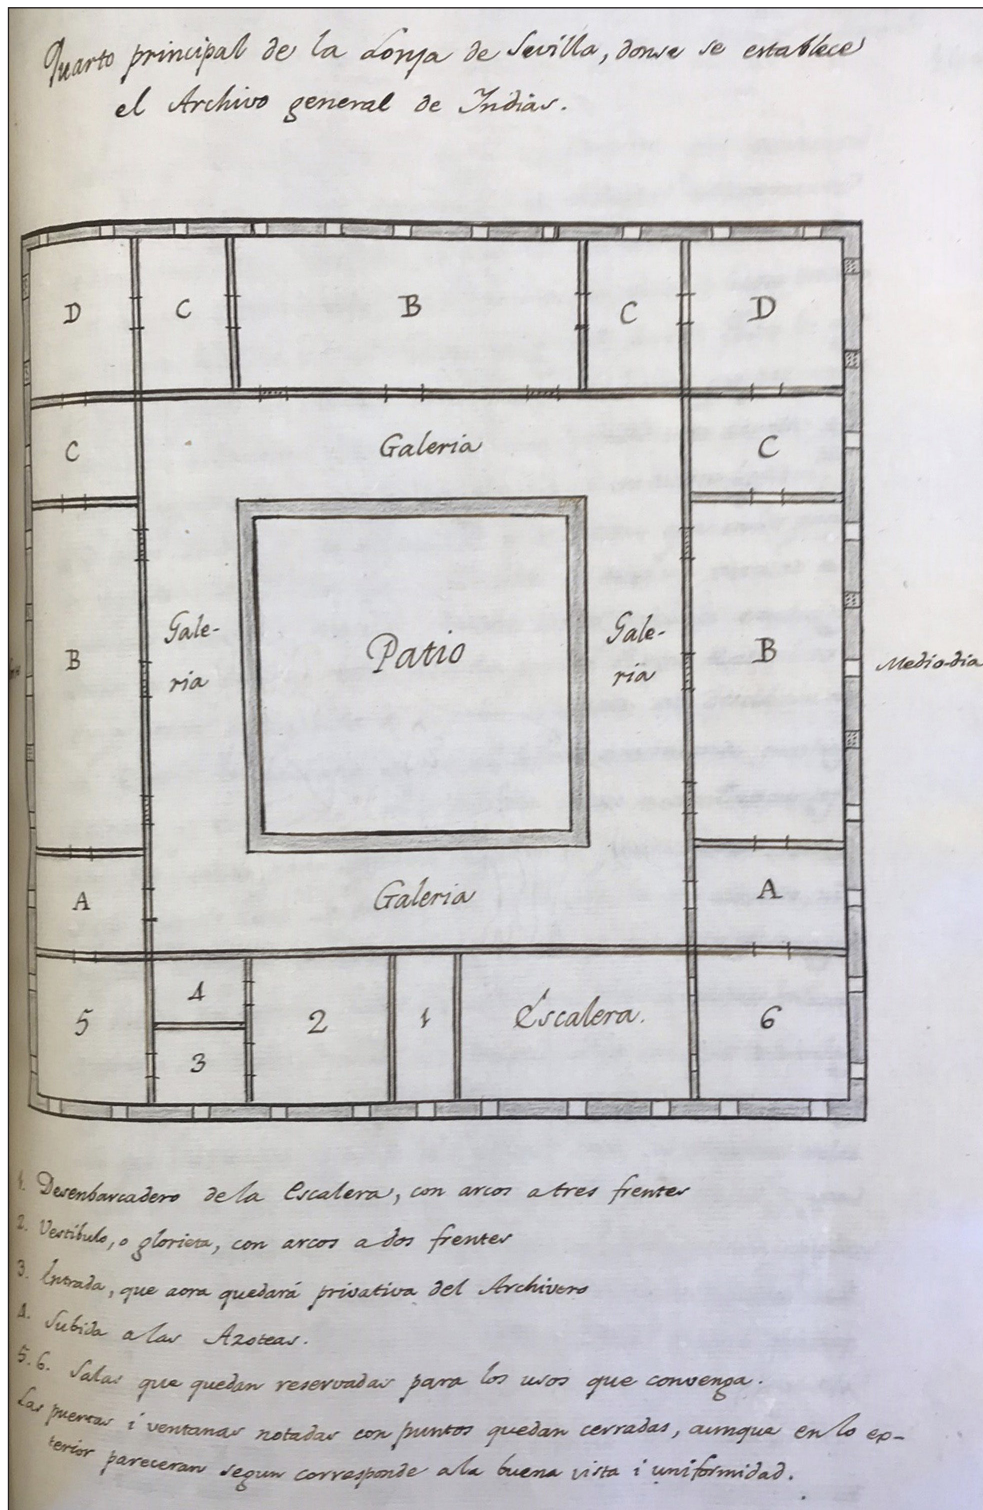 Quarto principal de la Lonja de Sevilla, donde se establece
el Archivo general de Indias.
D
C
B
C
D
C
Galeria
C
Gale-
ria
Patio
Gale-
ria
B
B
Medio-dia
A
Galeria
A
5
4
3
2
1
Escalera.
6
1. Desenbarcadero de la Escalera, con arcos a tres frentes
2. Vestibulo, o glorieta, con arcos a dos frentes
3. Entrada, que aora quedará privativa del Archivero
4. Subida a las Azoteas.
5.6. Salas que quedan reservadas para los usos que convenga.
Las puertas i ventanas notadas con puntos quedan cerradas, aunque en lo ex-
terior pareceran segun corresponde a la buena vista i uniformidad.